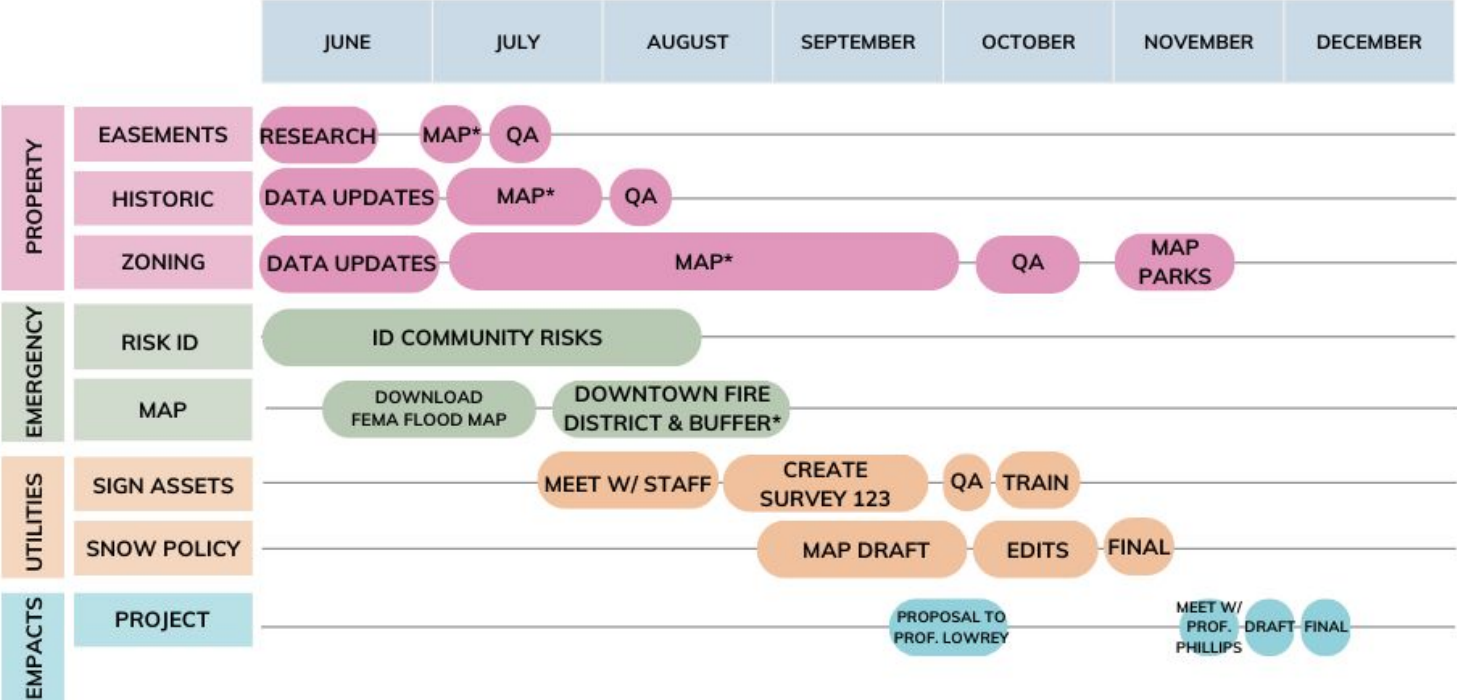 JUNE JULY AUGUST SEPTEMBER OCTOBER NOVEMBER DECEMBER
PROPERTY
EASEMENTS RESEARCH MAP* QA
HISTORIC DATA UPDATES MAP* QA
ZONING DATA UPDATES MAP* QA MAP
PARKS
EMERGENCY
RISK ID ID COMMUNITY RISKS
MAP
DOWNLOAD
FEMA FLOOD MAP
DOWNTOWN FIRE
DISTRICT & BUFFER*
UTILITIES
SIGN ASSETS MEET W/ STAFF
CREATE
SURVEY 123
QA TRAIN
SNOW POLICY MAP DRAFT EDITS FINAL
EMPACTS
PROJECT
PROPOSAL TO
PROF. LOWREY
MEET W/
PROF.
PHILLIPS
DRAFT FINAL